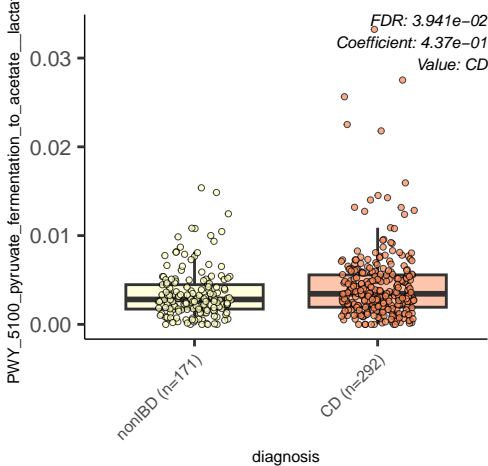 FDR: 3.941e-02
Coefficient: 4.37e-01
Value: CD
PWY_5100_pyruvate_fermentation_to_acetate__lacta
0.03
0.02
0.01
0.00
nonIBD (n=171)
CD (n=292)
diagnosis